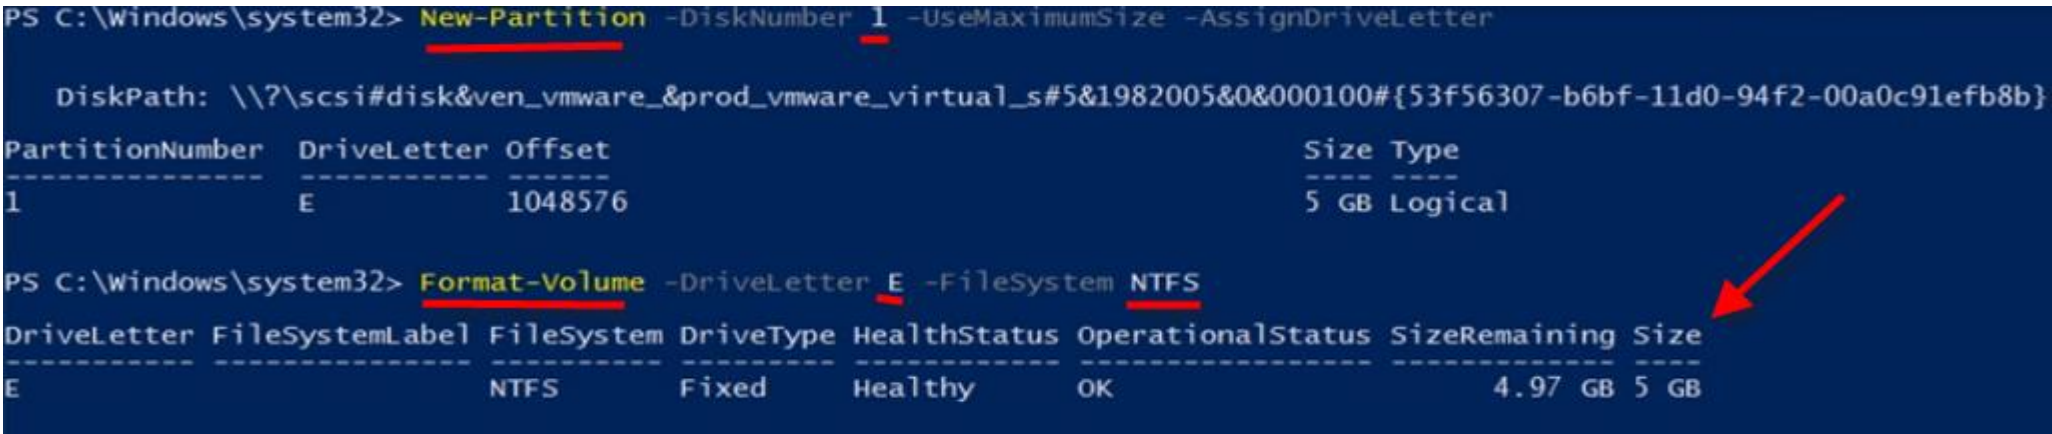 PS C:\Windows\system32> New-Partition -DiskNumber 1 -UseMaximumSize -AssignDriveLetter
DiskPath: \\?\scsi#disk&ven_vmware_&prod_vmware_virtual_s#5&1982005&0&000100#{53f56307-b6bf-11d0-94f2-00a0c91efb8b}
PartitionNumber DriveLetter Offset Size Type
--------------- ----------- ------ ---- ----
1 E 1048576 5 GB Logical
PS C:\Windows\system32> Format-Volume -DriveLetter E -FileSystem NTFS
DriveLetter FileSystemLabel FileSystem DriveType HealthStatus OperationalStatus SizeRemaining Size
----------- --------------- ---------- --------- ------------ ----------------- ------------- ----
E NTFS Fixed Healthy OK 4.97 GB 5 GB